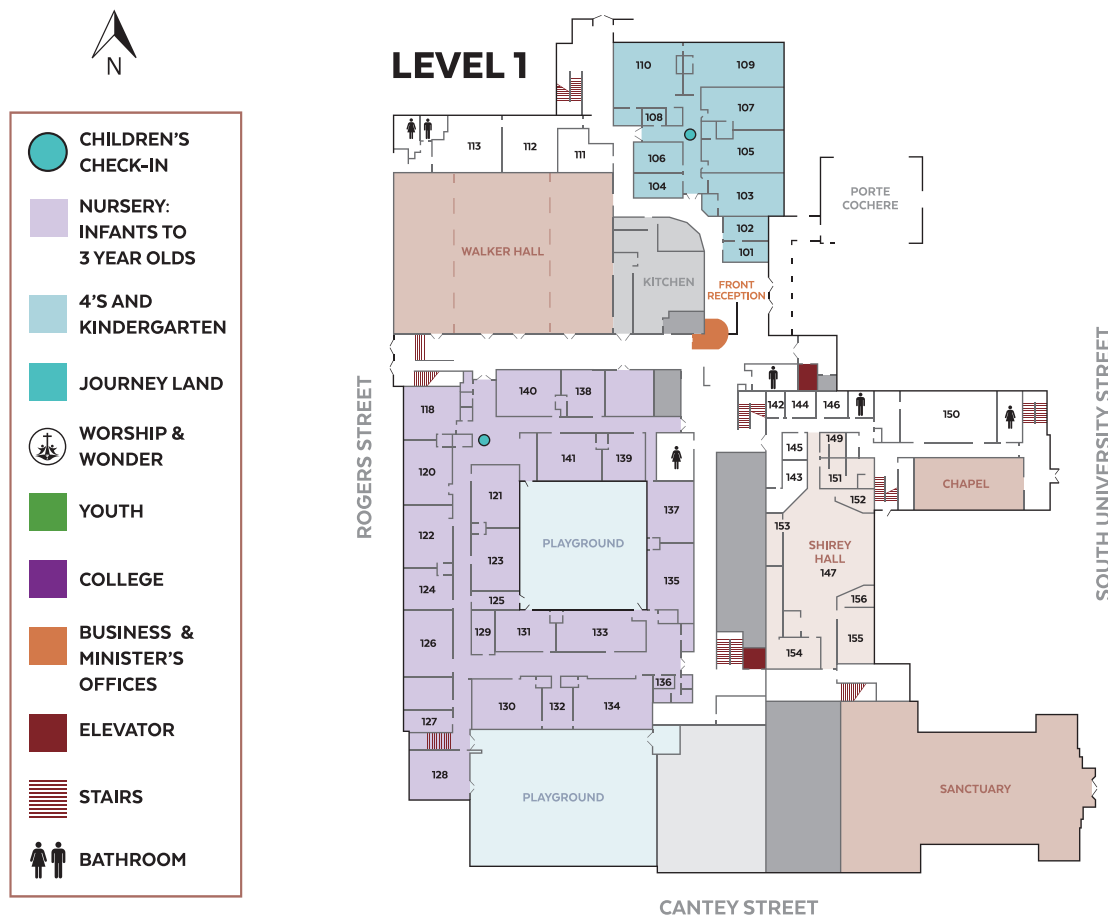 N
CHILDREN'S
CHECK-IN
NURSERY:
INFANTS TO
3 YEAR OLDS
4'S AND
KINDERGARTEN
JOURNEY LAND
WORSHIP &
WONDER
YOUTH
COLLEGE
BUSINESS &
MINISTER'S
OFFICES
ELEVATOR
STAIRS
BATHROOM
LEVEL 1
110
109
108
107
106
105
104
103
102
101
113
112
111
PORTE
COCHERE
WALKER HALL
KITCHEN
FRONT
RECEPTION
ROGERS STREET
SOUTH UNIVERSITY STREET
118
140
138
120
141
139
121
122
123
124
125
126
129
131
133
137
135
136
127
130
132
134
128
PLAYGROUND
PLAYGROUND
142
144
146
150
145
149
143
151
152
153
CHAPEL
SHIREY
HALL
147
156
155
154
SANCTUARY
CANTEY STREET